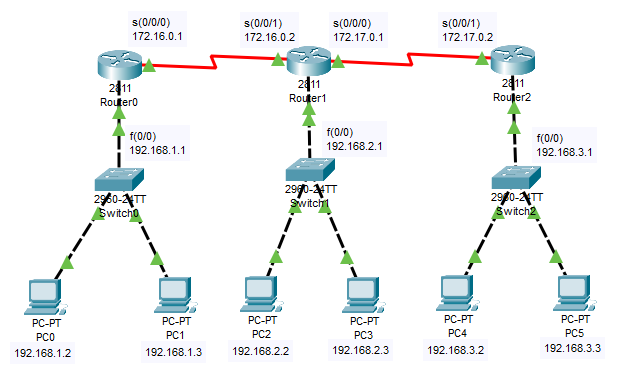 s(0/0/0)
172.16.0.1
s(0/0/1)
172.16.0.2
s(0/0/0)
172.17.0.1
s(0/0/1)
172.17.0.2
2811
Router0
2811
Router1
2811
Router2
f(0/0)
192.168.1.1
f(0/0)
192.168.2.1
f(0/0)
192.168.3.1
2960-24TT
Switch0
2960-24TT
Switch1
2960-24TT
Switch2
PC-PT
PC0
192.168.1.2
PC-PT
PC1
192.168.1.3
PC-PT
PC2
192.168.2.2
PC-PT
PC3
192.168.2.3
PC-PT
PC4
192.168.3.2
PC-PT
PC5
192.168.3.3